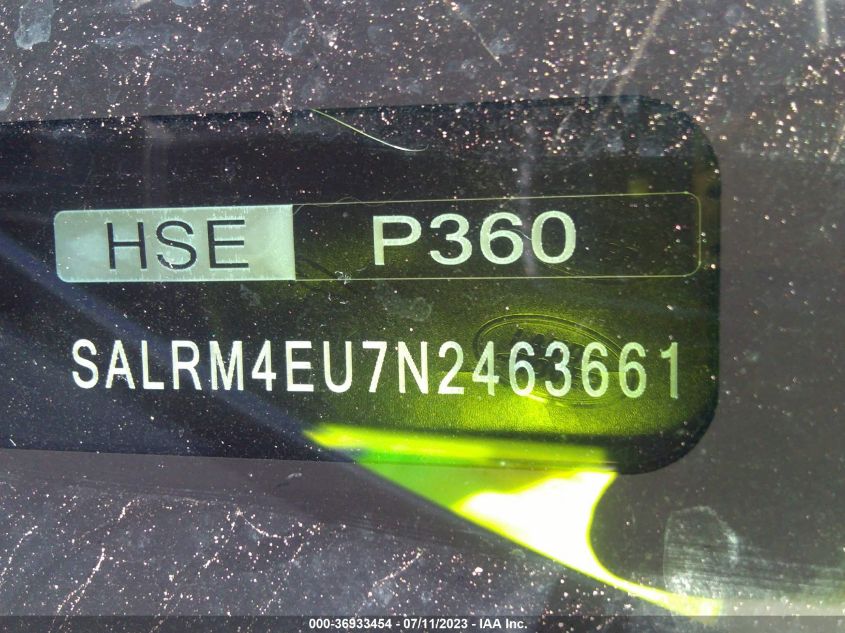 HSE P360
SALRM4EU7N2463661
000-36933454 - 07/11/2023 - © IAA Inc.